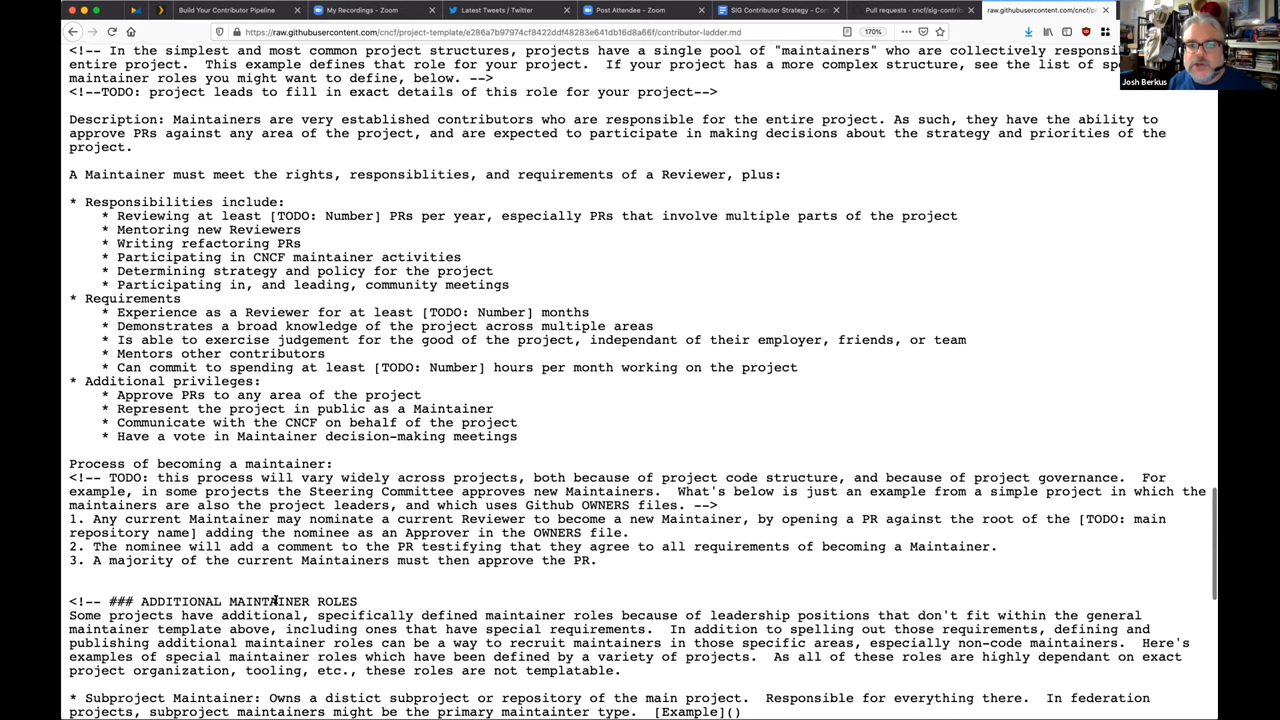 Build Your Contributor Pipeline
My Recordings - Zoom
Latest Tweets / Twitter
Post Attendee - Zoom
SIG Contributor Strategy - Con
Pull requests · cncf/sig-contrib
raw.githubusercontent.com/cncf/p
https://raw.githubusercontent.com/cncf/project-template/e286a7b97974cf8422ddf48283e641db16d8a66f/contributor-ladder.md
170%
Josh Berkus
<!-- In the simplest and most common project structures, projects have a single pool of "maintainers" who are collectively responsi
entire project.  This example defines that role for your project.  If your project has a more complex structure, see the list of sp
maintainer roles you might want to define, below. -->
<!--TODO: project leads to fill in exact details of this role for your project-->
Description: Maintainers are very established contributors who are responsible for the entire project. As such, they have the ability to
approve PRs against any area of the project, and are expected to participate in making decisions about the strategy and priorities of the
project.
A Maintainer must meet the rights, responsiblities, and requirements of a Reviewer, plus:
* Responsibilities include:
* Reviewing at least [TODO: Number] PRs per year, especially PRs that involve multiple parts of the project
* Mentoring new Reviewers
* Writing refactoring PRs
* Participating in CNCF maintainer activities
* Determining strategy and policy for the project
* Participating in, and leading, community meetings
* Requirements
* Experience as a Reviewer for at least [TODO: Number] months
* Demonstrates a broad knowledge of the project across multiple areas
* Is able to exercise judgement for the good of the project, independant of their employer, friends, or team
* Mentors other contributors
* Can commit to spending at least [TODO: Number] hours per month working on the project
* Additional privileges:
* Approve PRs to any area of the project
* Represent the project in public as a Maintainer
* Communicate with the CNCF on behalf of the project
* Have a vote in Maintainer decision-making meetings
Process of becoming a maintainer:
<!-- TODO: this process will vary widely across projects, both because of project code structure, and because of project governance.  For
example, in some projects the Steering Committee approves new Maintainers.  What's below is just an example from a simple project in which the
maintainers are also the project leaders, and which uses Github OWNERS files. -->
1. Any current Maintainer may nominate a current Reviewer to become a new Maintainer, by opening a PR against the root of the [TODO: main
repository name] adding the nominee as an Approver in the OWNERS file.
2. The nominee will add a comment to the PR testifying that they agree to all requirements of becoming a Maintainer.
3. A majority of the current Maintainers must then approve the PR.
<!-- ### ADDITIONAL MAINTAINER ROLES
Some projects have additional, specifically defined maintainer roles because of leadership positions that don't fit within the general
maintainer template above, including ones that have special requirements.  In addition to spelling out those requirements, defining and
publishing additional maintainer roles can be a way to recruit maintainers in those specific areas, especially non-code maintainers.  Here's
examples of special maintainer roles which have been defined by a variety of projects.  As all of these roles are highly dependant on exact
project organization, tooling, etc., these roles are not templatable.
* Subproject Maintainer: Owns a distict subproject or repository of the main project.  Responsible for everything there.  In federation
projects, subproject maintainers might be the primary maintainter type.  [Example]()